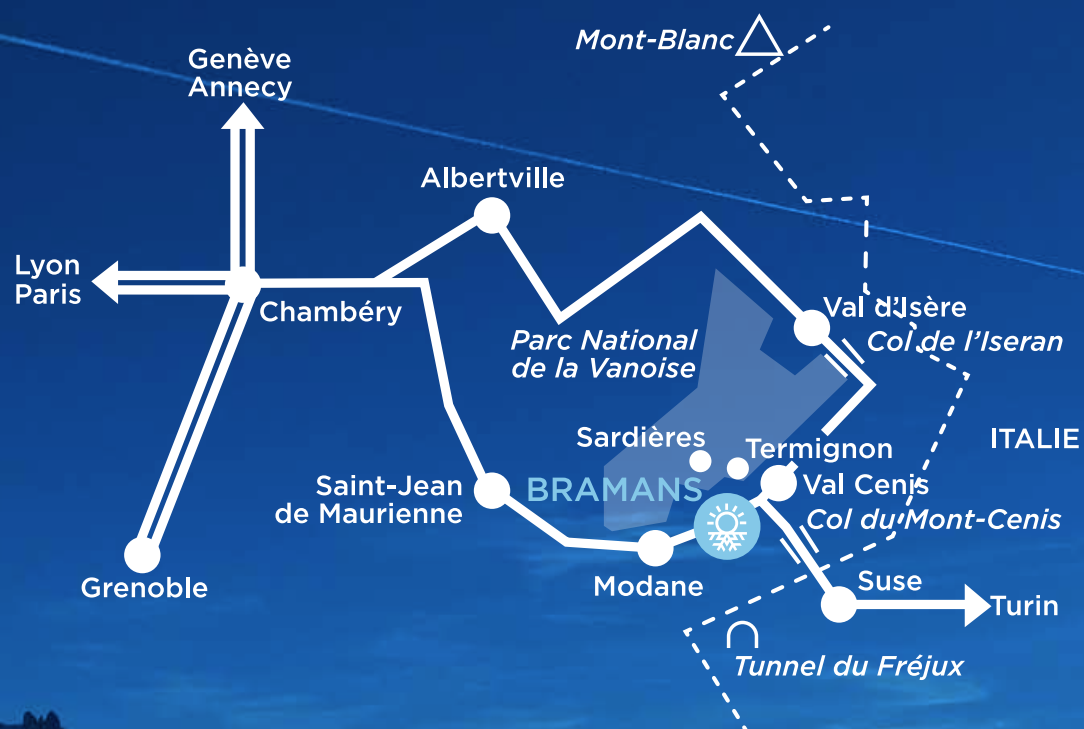 Mont-Blanc
Genève
Annecy
Albertville
Lyon
Paris
Chambéry
Val d'Isère
Col de l'Iseran
Parc National
de la Vanoise
Sardières
Termignon
ITALIE
Saint-Jean
de Maurienne
BRAMANS
Val Cenis
Col du Mont-Cenis
Grenoble
Modane
Suse
Turin
Tunnel du Fréjux